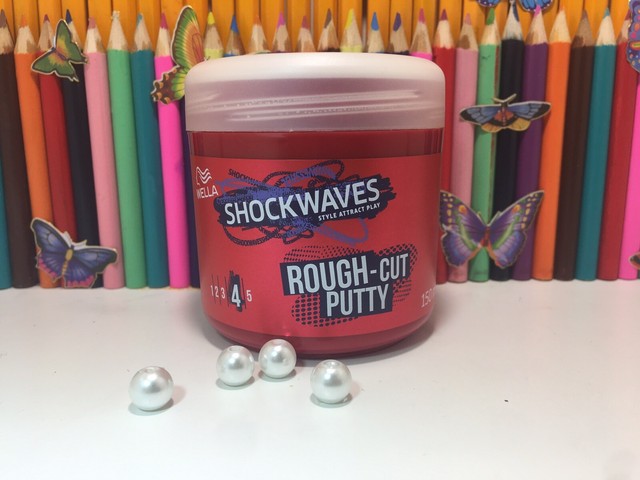 WELLA
SHOCKWAVES
STYLE ATTRACT PLAY
ROUGH-CUT
PUTTY
1 2 3 4 5
150